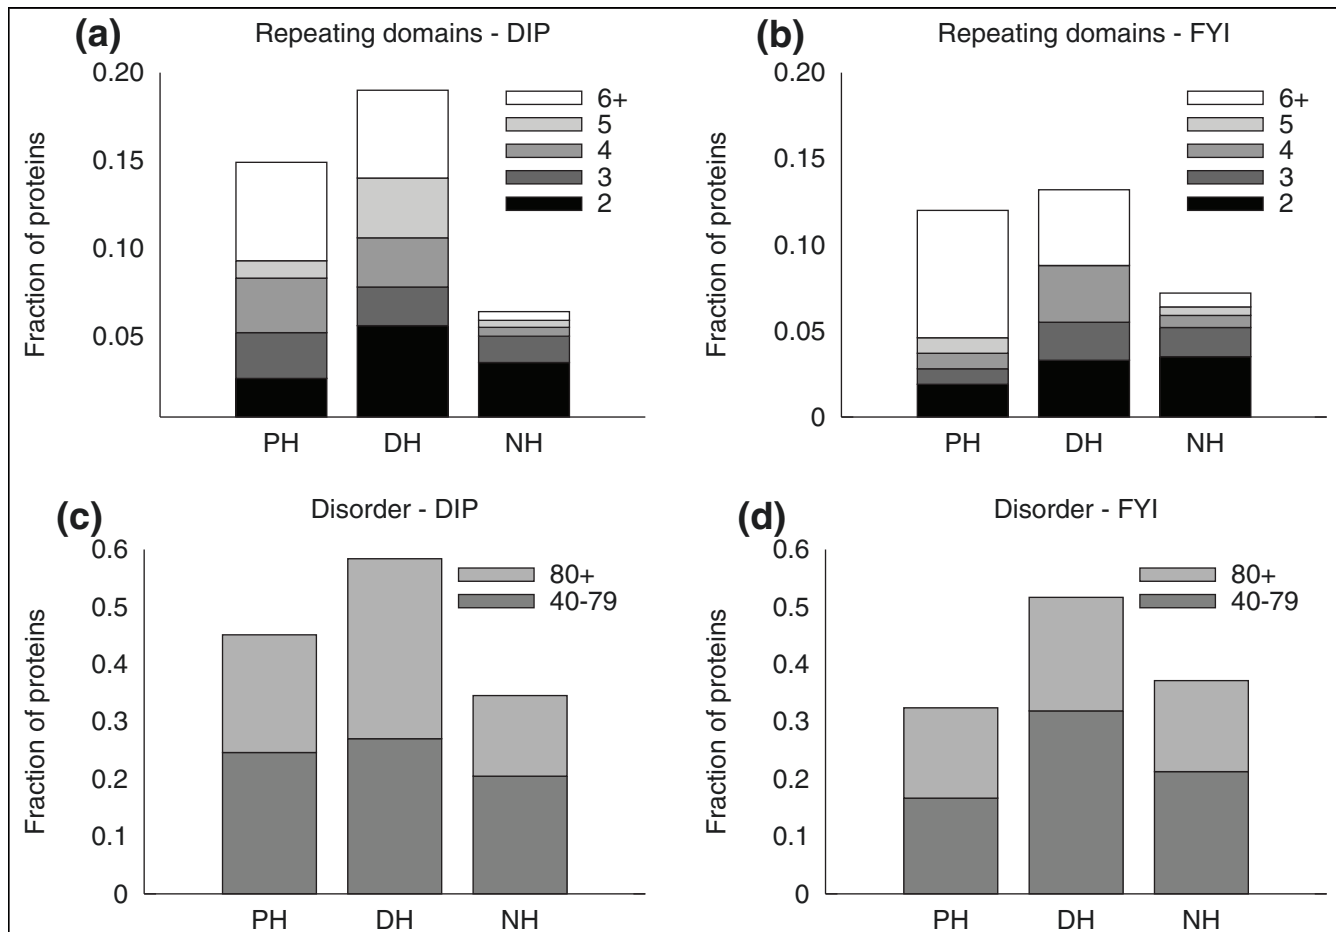 (a)
Repeating domains - DIP
Fraction of proteins
0.20
0.15
0.10
0.05
6+
5
4
3
2
PH DH NH
(b)
Repeating domains - FYI
Fraction of proteins
0.20
0.15
0.10
0.05
0
6+
5
4
3
2
PH DH NH
(c)
Disorder - DIP
Fraction of proteins
0.6
0.5
0.4
0.3
0.2
0.1
0
80+
40-79
PH DH NH
(d)
Disorder - FYI
Fraction of proteins
0.6
0.5
0.4
0.3
0.2
0.1
0
80+
40-79
PH DH NH